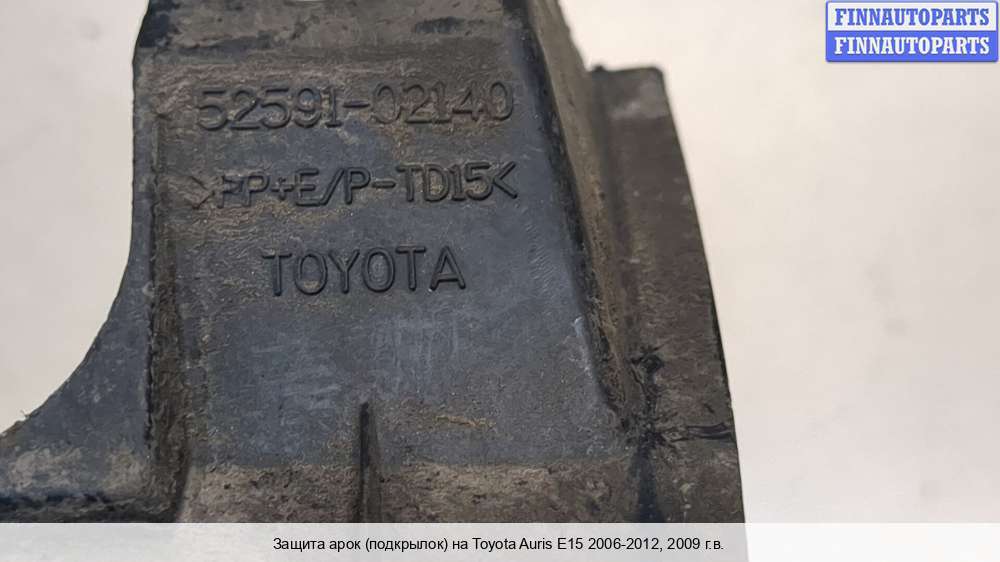 FINNAUTOPARTS
FINNAUTOPARTS
52591-02140
>PP+E/P-TD15<
TOYOTA
Защита арок (подкрылок) на Toyota Auris E15 2006-2012, 2009 г.в.